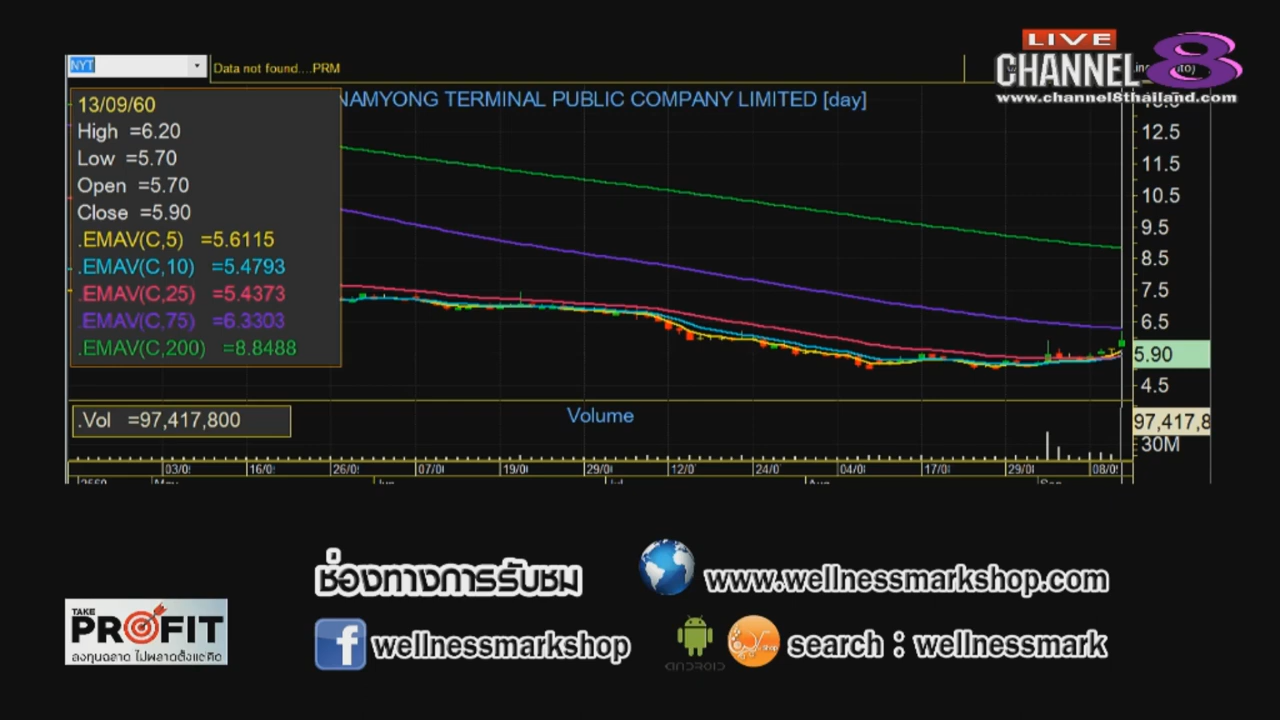 LIVE
CHANNEL 8
www.channel8thailand.com
NYT
Data not found....PRM
NAMYONG TERMINAL PUBLIC COMPANY LIMITED [day]
13/09/60
High =6.20
Low =5.70
Open =5.70
Close =5.90
.EMAV(C,5) =5.6115
.EMAV(C,10) =5.4793
.EMAV(C,25) =5.4373
.EMAV(C,75) =6.3303
.EMAV(C,200) =8.8488
12.5
11.5
10.5
9.5
8.5
7.5
6.5
5.90
4.5
.Vol =97,417,800
Volume
97,417,8
30M
03/0 16/0 26/0 07/0 19/0 29/0 12/0 24/0 04/0 17/0 29/0 08/0
ช่องทางการรับชม
www.wellnessmarkshop.com
TAKE
PROFIT
ลงทุนฉลาด ไม่พลาดตั้งแต่คิด
wellnessmarkshop
ANDROID
search : wellnessmark